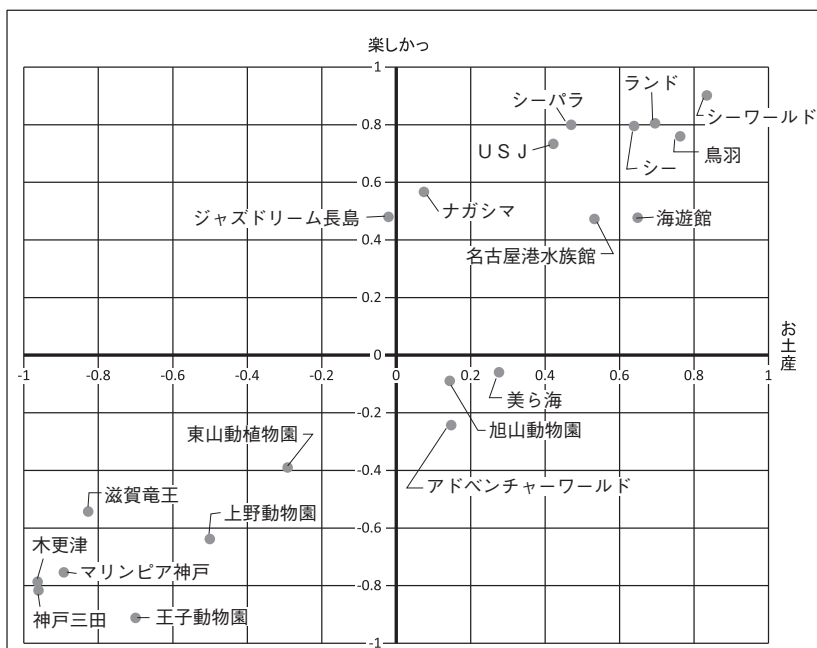 楽しかっ
1
ランド
シーパラ
シーワールド
0.8
USJ
シー
鳥羽
0.6
ナガシマ
ジャズドリーム長島
海遊館
0.4
名古屋港水族館
0.2
お土産
0
-1 -0.8 -0.6 -0.4 -0.2 0 0.2 0.4 0.6 0.8 1
美ら海
-0.2
旭山動物園
東山動植物園
-0.4
アドベンチャーワールド
滋賀竜王
上野動物園
-0.6
木更津
マリンピア神戸
-0.8
神戸三田
王子動物園
-1